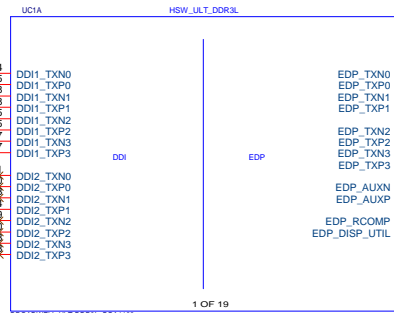 UC1A
HSW_ULT_DDR3L
DDI1_TXN0
DDI1_TXP0
DDI1_TXN1
DDI1_TXP1
DDI1_TXN2
DDI1_TXP2
DDI1_TXN3
DDI1_TXP3
DDI2_TXN0
DDI2_TXP0
DDI2_TXN1
DDI2_TXP1
DDI2_TXN2
DDI2_TXP2
DDI2_TXN3
DDI2_TXP3
DDI
EDP
EDP_TXN0
EDP_TXP0
EDP_TXN1
EDP_TXP1
EDP_TXN2
EDP_TXP2
EDP_TXN3
EDP_TXP3
EDP_AUXN
EDP_AUXP
EDP_RCOMP
EDP_DISP_UTIL
1 OF 19